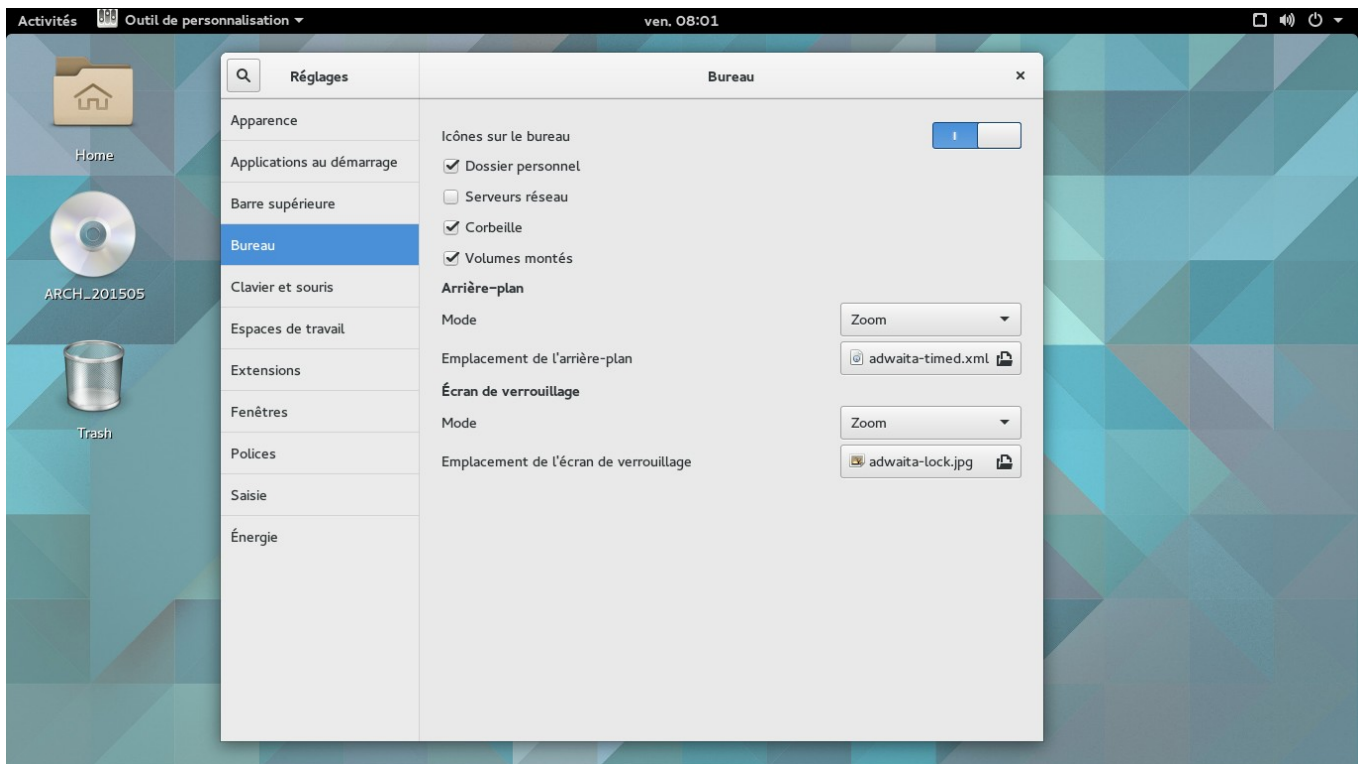 Activités Outil de personnalisation ven. 08:01
Home
ARCH_201505
Trash
Réglages
Apparence
Applications au démarrage
Barre supérieure
Bureau
Clavier et souris
Espaces de travail
Extensions
Fenêtres
Polices
Saisie
Énergie
Bureau
Icônes sur le bureau
Dossier personnel
Serveurs réseau
Corbeille
Volumes montés
Arrière-plan
Mode Zoom
Emplacement de l'arrière-plan adwaita-timed.xml
Écran de verrouillage
Mode Zoom
Emplacement de l'écran de verrouillage adwaita-lock.jpg